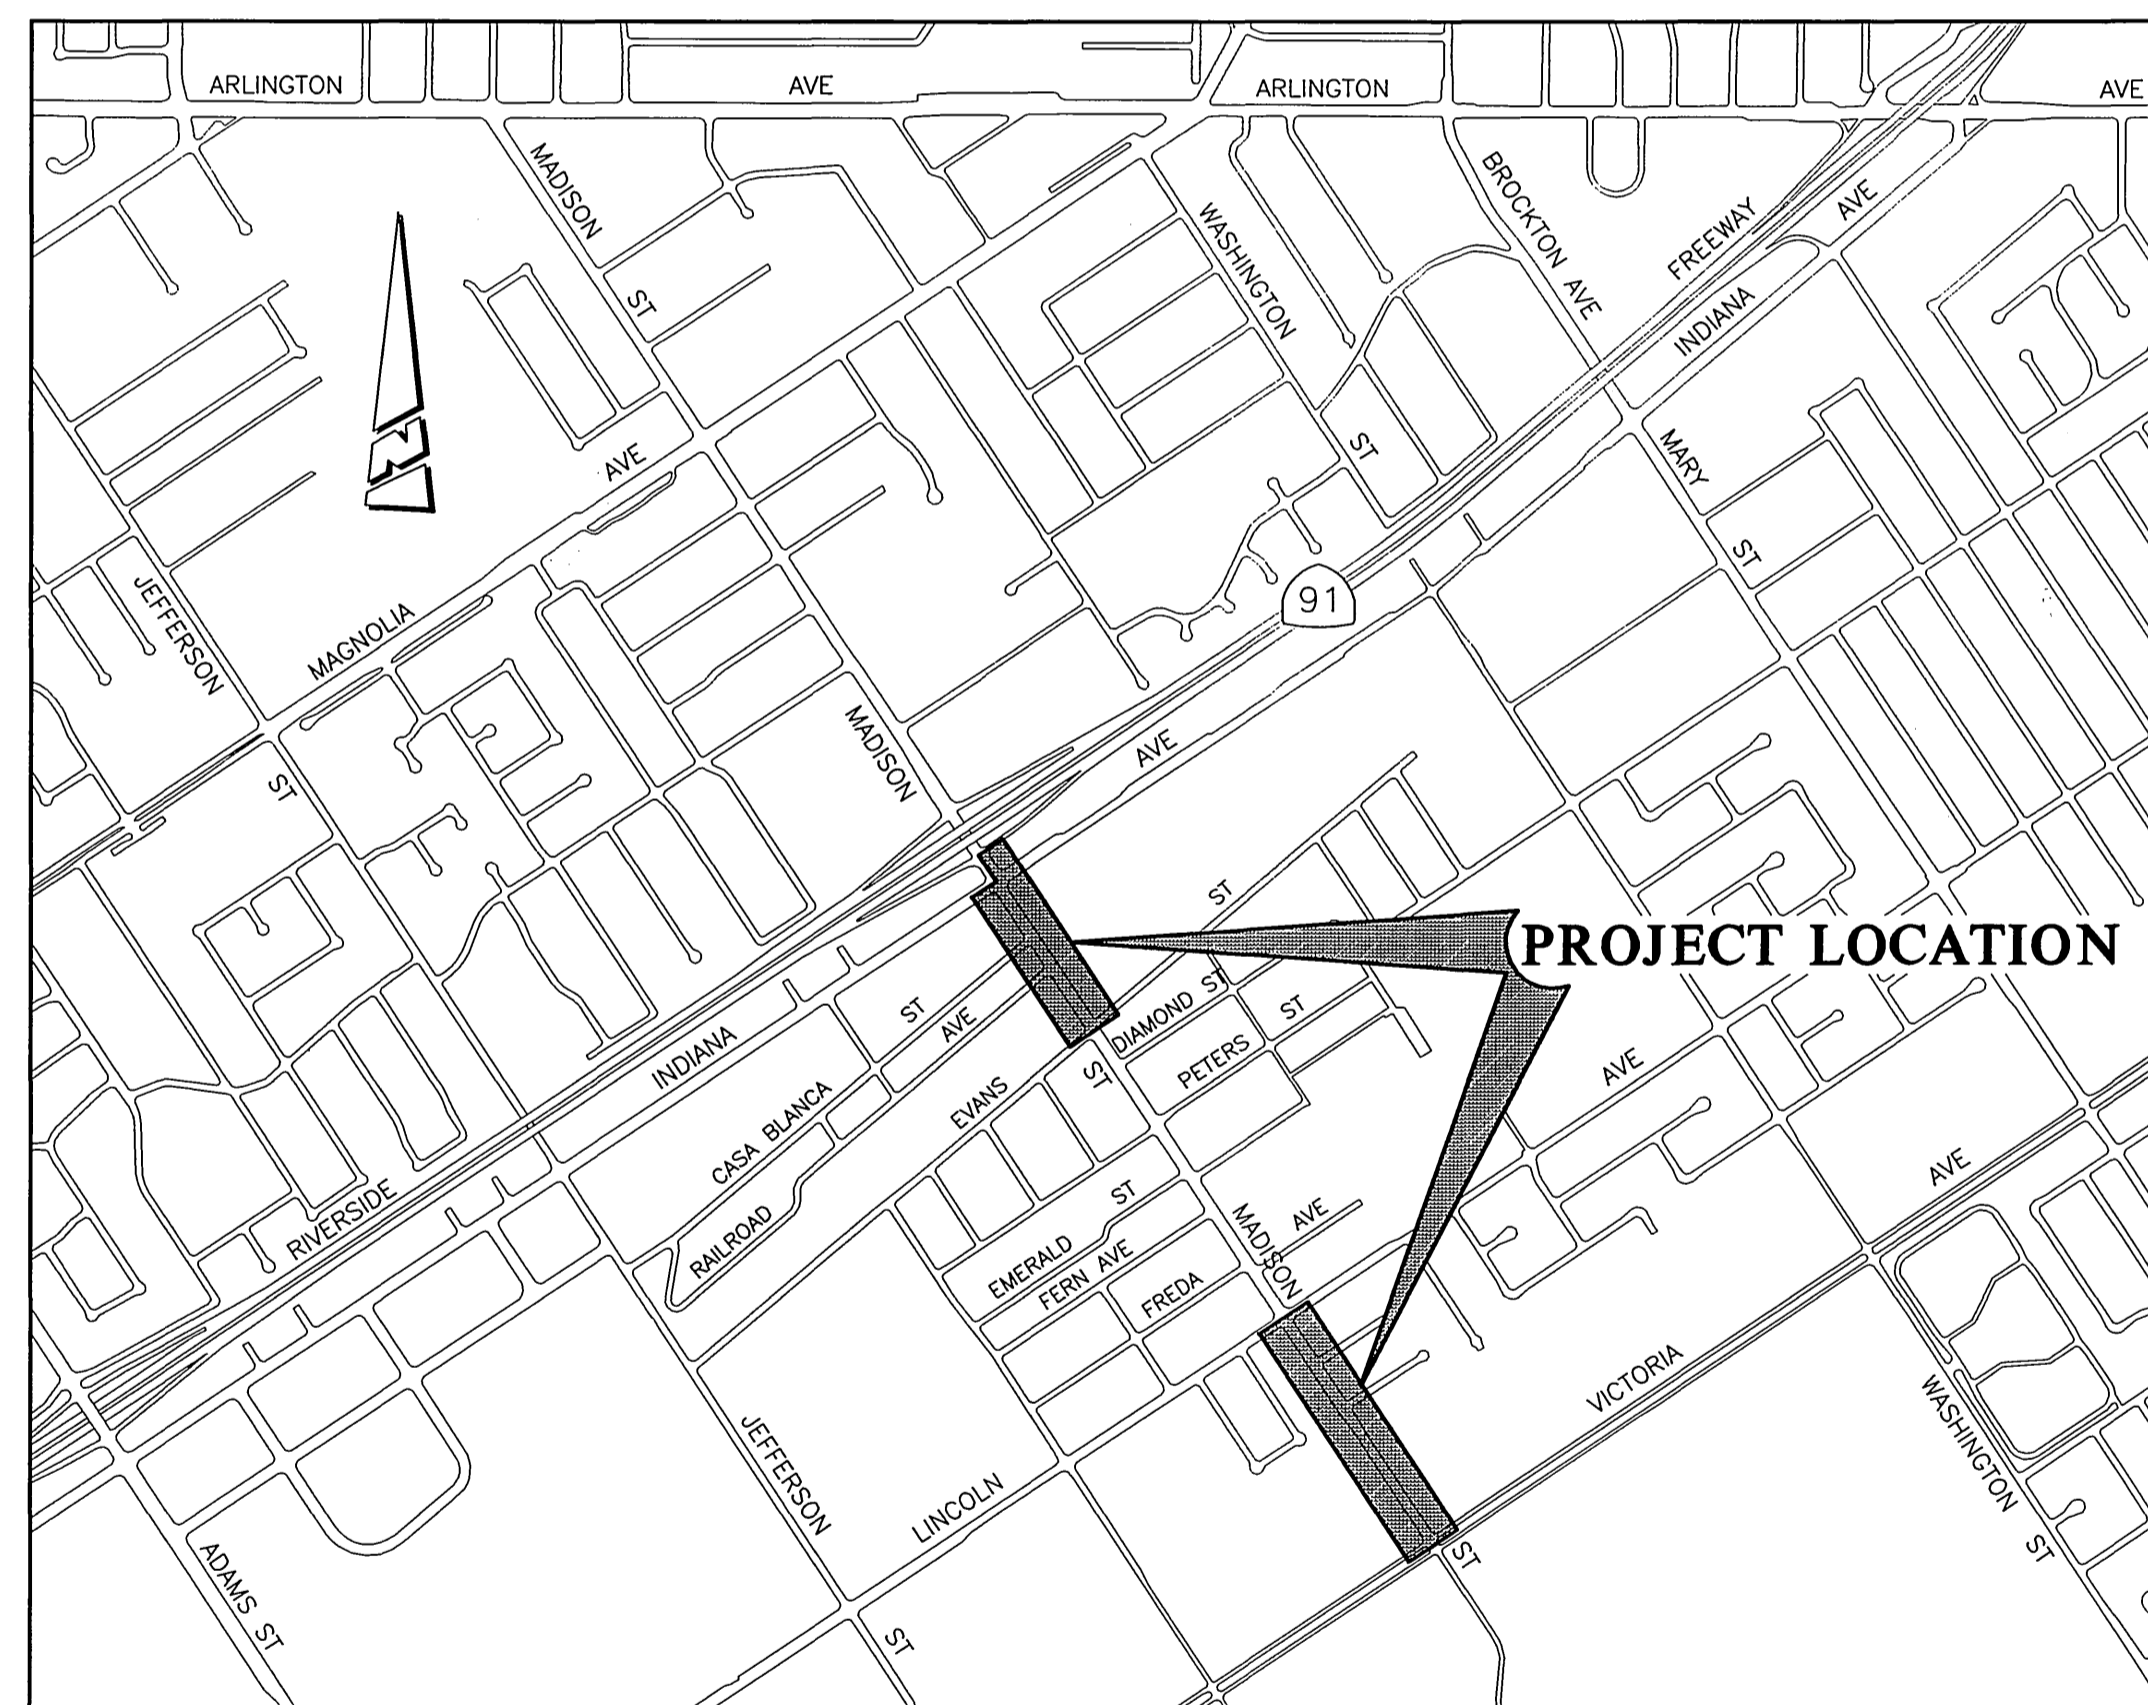 ARLINGTON AVE ARLINGTON AVE
MADISON ST
WASHINGTON ST
BROCKTON AVE
FREEWAY
INDIANA AVE
N
AVE
MARY ST
JEFFERSON ST
MAGNOLIA
91
MADISON
AVE
ST
PROJECT LOCATION
DIAMOND ST
ST
AVE
INDIANA
PETERS ST
CASA BLANCA
EVANS
ST
AVE
RIVERSIDE
RAILROAD
EMERALD ST
FERN AVE
FREDA AVE
MADISON
AVE
VICTORIA
WASHINGTON ST
JEFFERSON ST
LINCOLN
ADAMS ST
ST